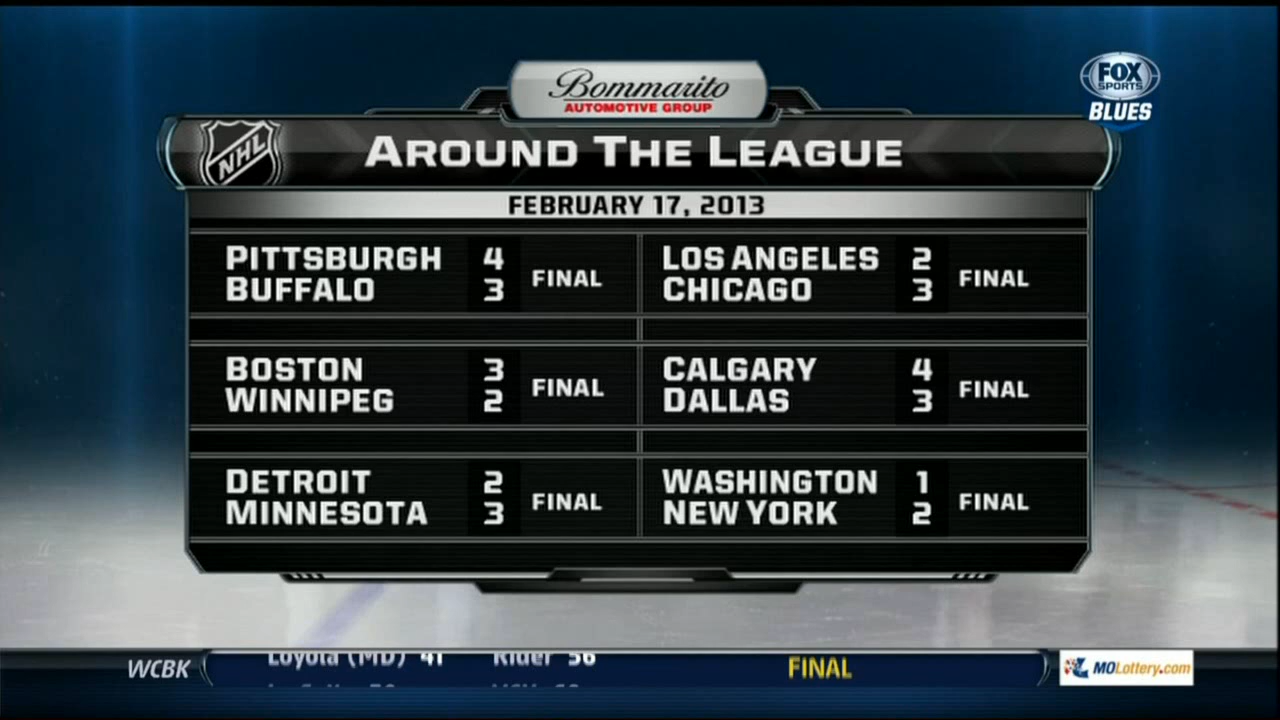 Bommarito
AUTOMOTIVE GROUP
FOX
SPORTS
BLUES
NHL
AROUND THE LEAGUE
FEBRUARY 17, 2013
PITTSBURGH 4
BUFFALO 3
FINAL
LOS ANGELES 2
CHICAGO 3
FINAL
BOSTON 3
WINNIPEG 2
FINAL
CALGARY 4
DALLAS 3
FINAL
DETROIT 2
MINNESOTA 3
FINAL
WASHINGTON 1
NEW YORK 2
FINAL
WCBK
Loyola (MD) 41 Rider 56
FINAL
MOLottery.com